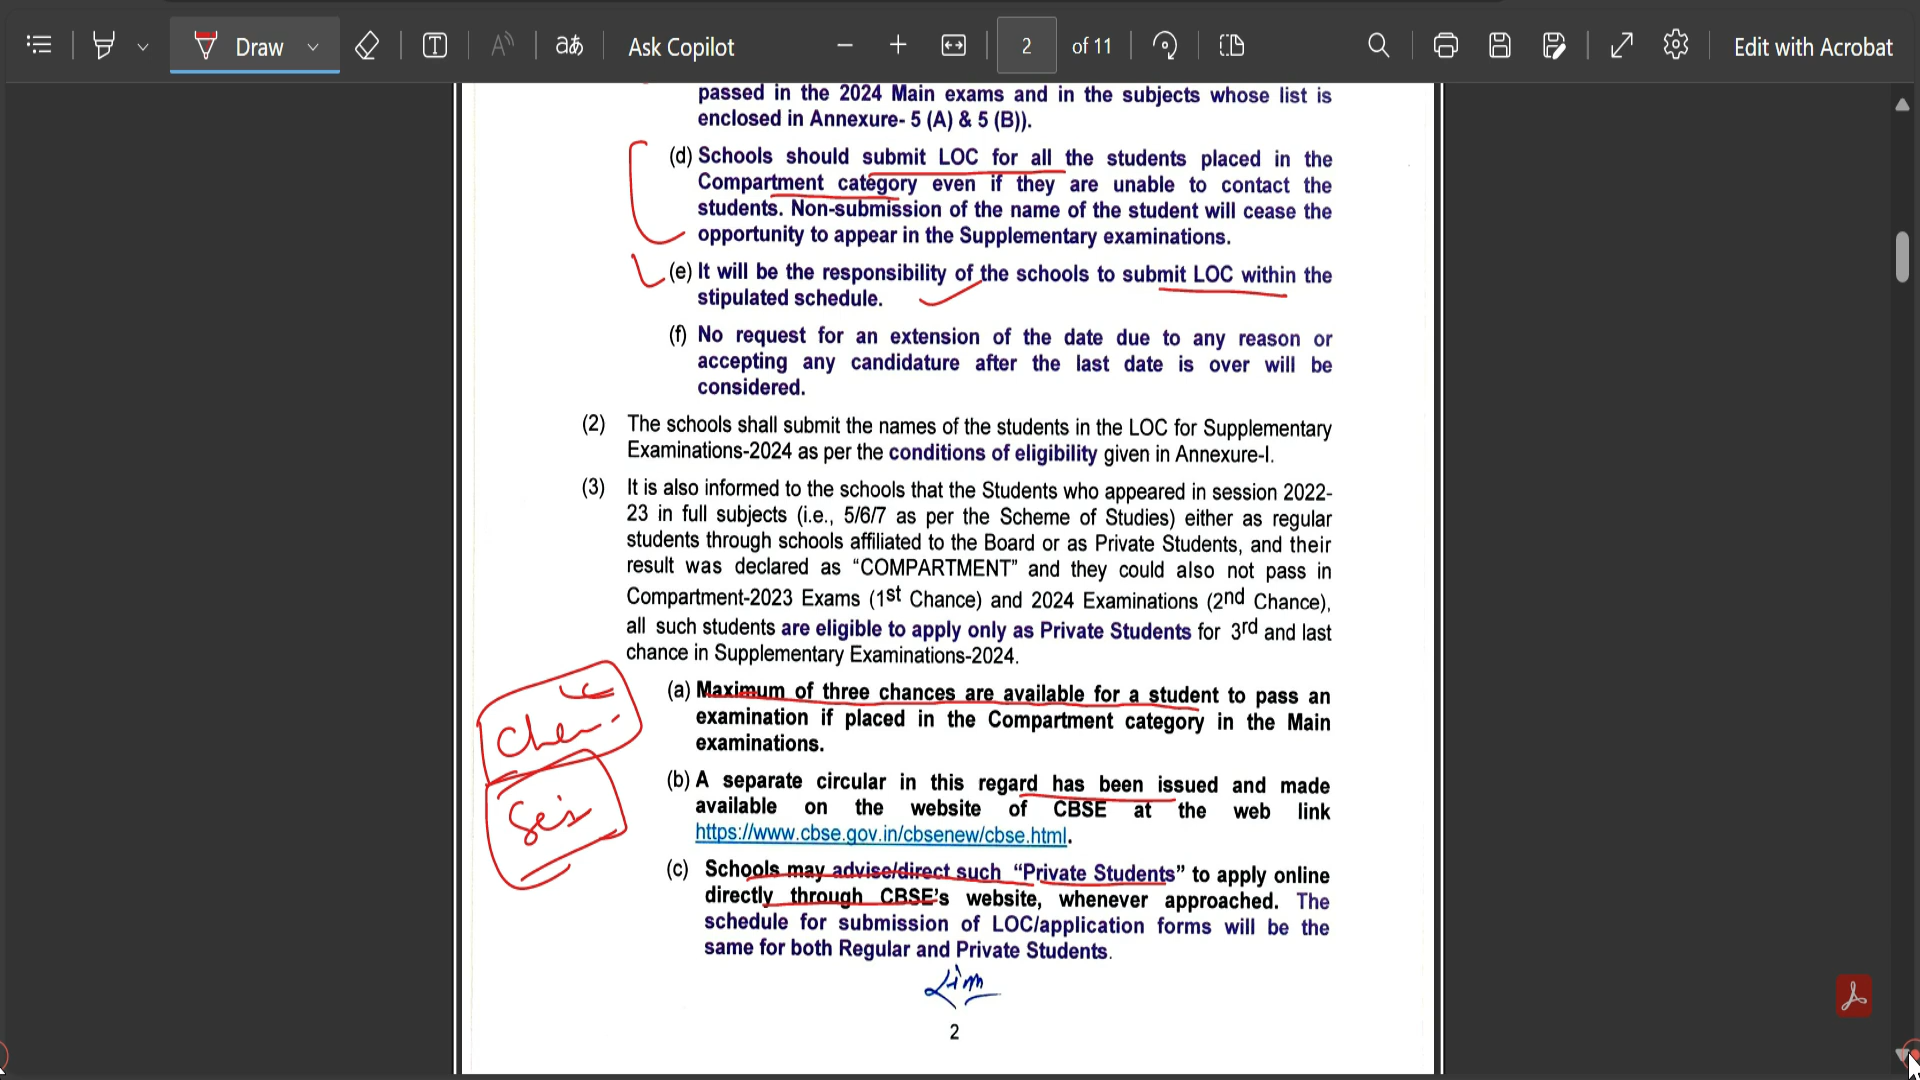 Draw
Ask Copilot
2
of 11
Edit with Acrobat
passed in the 2024 Main exams and in the subjects whose list is
enclosed in Annexure- 5 (A) & 5 (B)).
(d) Schools should submit LOC for all the students placed in the
Compartment category even if they are unable to contact the
students. Non-submission of the name of the student will cease the
opportunity to appear in the Supplementary examinations.
(e) It will be the responsibility of the schools to submit LOC within the
stipulated schedule.
(f) No request for an extension of the date due to any reason or
accepting any candidature after the last date is over will be
considered.
(2) The schools shall submit the names of the students in the LOC for Supplementary
Examinations-2024 as per the conditions of eligibility given in Annexure-I.
(3) It is also informed to the schools that the Students who appeared in session 2022-
23 in full subjects (i.e., 5/6/7 as per the Scheme of Studies) either as regular
students through schools affiliated to the Board or as Private Students, and their
result was declared as “COMPARTMENT” and they could also not pass in
Compartment-2023 Exams (1st Chance) and 2024 Examinations (2nd Chance),
all such students are eligible to apply only as Private Students for 3rd and last
chance in Supplementary Examinations-2024.
(a) Maximum of three chances are available for a student to pass an
examination if placed in the Compartment category in the Main
examinations.
(b) A separate circular in this regard has been issued and made
available on the website of CBSE at the web link
https://www.cbse.gov.in/cbsenew/cbse.html.
(c) Schools may advise/direct such “Private Students” to apply online
directly through CBSE's website, whenever approached. The
schedule for submission of LOC/application forms will be the
same for both Regular and Private Students.
2